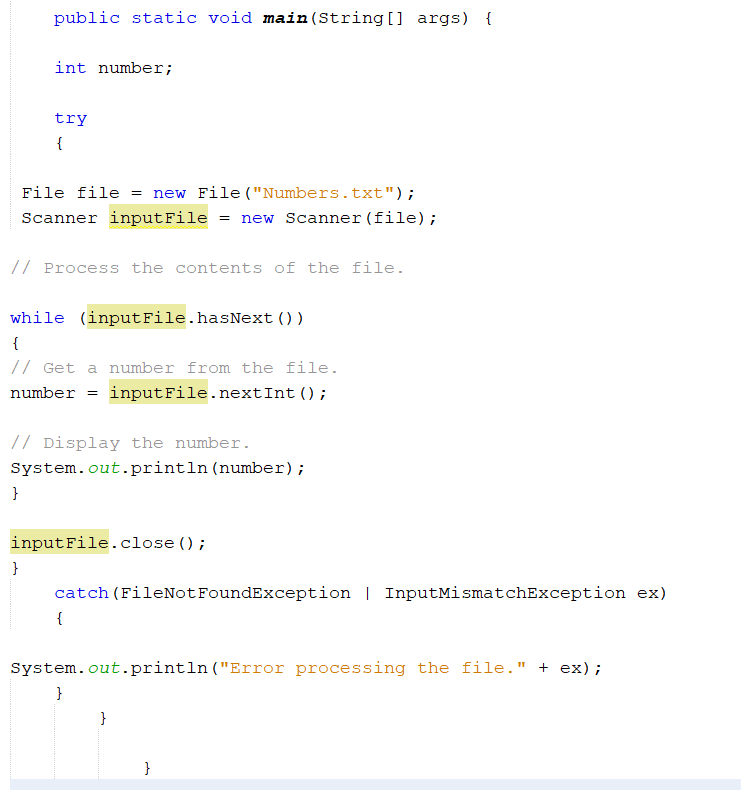 public static void main(String[] args) {
int number;
try
{
File file = new File("Numbers.txt");
Scanner inputFile = new Scanner(file);
// Process the contents of the file.
while (inputFile.hasNext())
{
// Get a number from the file.
number = inputFile.nextInt();
// Display the number.
System.out.println(number);
}
inputFile.close();
}
catch(FileNotFoundException | InputMismatchException ex)
{
System.out.println("Error processing the file." + ex);
}
}
}